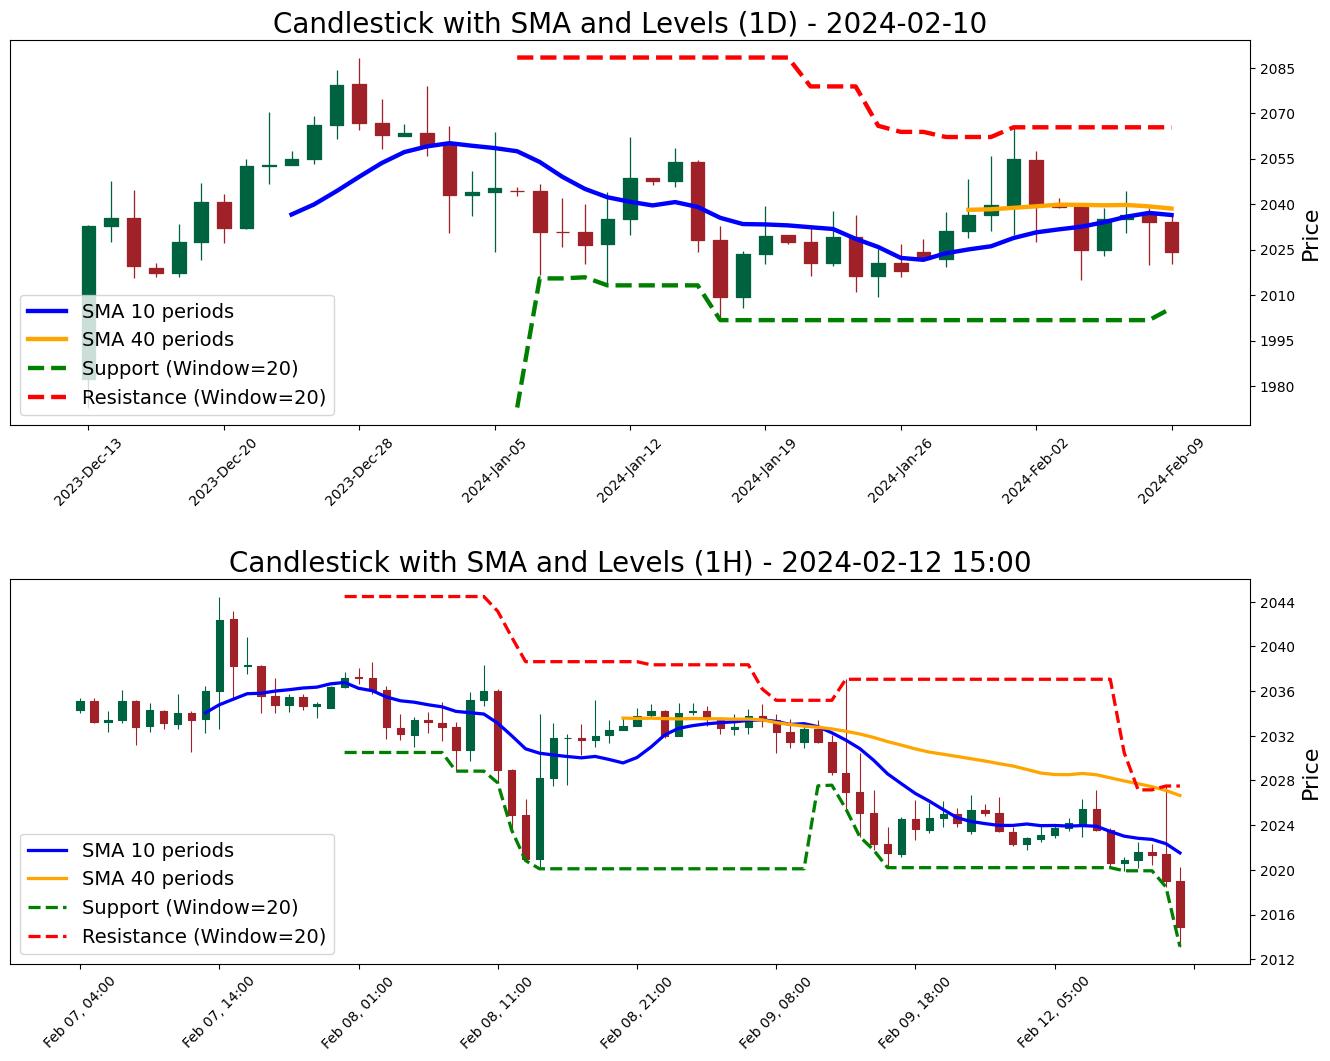 Candlestick with SMA and Levels (1D) - 2024-02-10
2085
2070
2055
2040
2025
2010
1995
1980
Price
SMA 10 periods
SMA 40 periods
Support (Window=20)
Resistance (Window=20)
2023-Dec-13
2023-Dec-20
2023-Dec-28
2024-Jan-05
2024-Jan-12
2024-Jan-19
2024-Jan-26
2024-Feb-02
2024-Feb-09
Candlestick with SMA and Levels (1H) - 2024-02-12 15:00
2044
2040
2036
2032
2028
2024
2020
2016
2012
Price
SMA 10 periods
SMA 40 periods
Support (Window=20)
Resistance (Window=20)
Feb 07, 04:00
Feb 07, 14:00
Feb 08, 01:00
Feb 08, 11:00
Feb 08, 21:00
Feb 09, 08:00
Feb 09, 18:00
Feb 12, 05:00